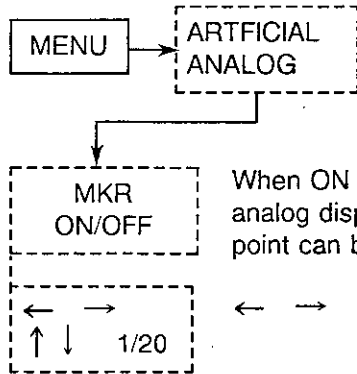 MENU
ARTFICIAL
ANALOG
MKR
ON/OFF
When ON
analog disp
point can b
← →
↑ ↓ 1/20
← →